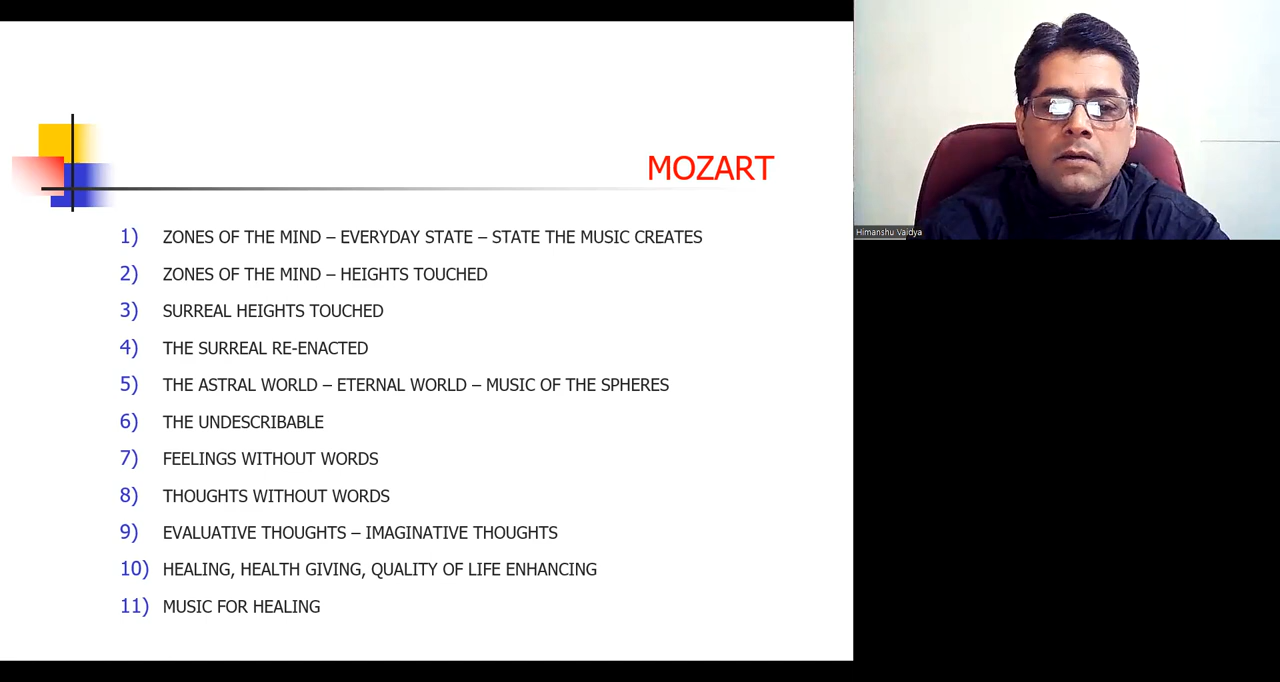 MOZART
1) ZONES OF THE MIND – EVERYDAY STATE – STATE THE MUSIC CREATES
2) ZONES OF THE MIND – HEIGHTS TOUCHED
3) SURREAL HEIGHTS TOUCHED
4) THE SURREAL RE-ENACTED
5) THE ASTRAL WORLD – ETERNAL WORLD – MUSIC OF THE SPHERES
6) THE UNDESCRIBABLE
7) FEELINGS WITHOUT WORDS
8) THOUGHTS WITHOUT WORDS
9) EVALUATIVE THOUGHTS – IMAGINATIVE THOUGHTS
10) HEALING, HEALTH GIVING, QUALITY OF LIFE ENHANCING
11) MUSIC FOR HEALING
Himanshu Vaidya